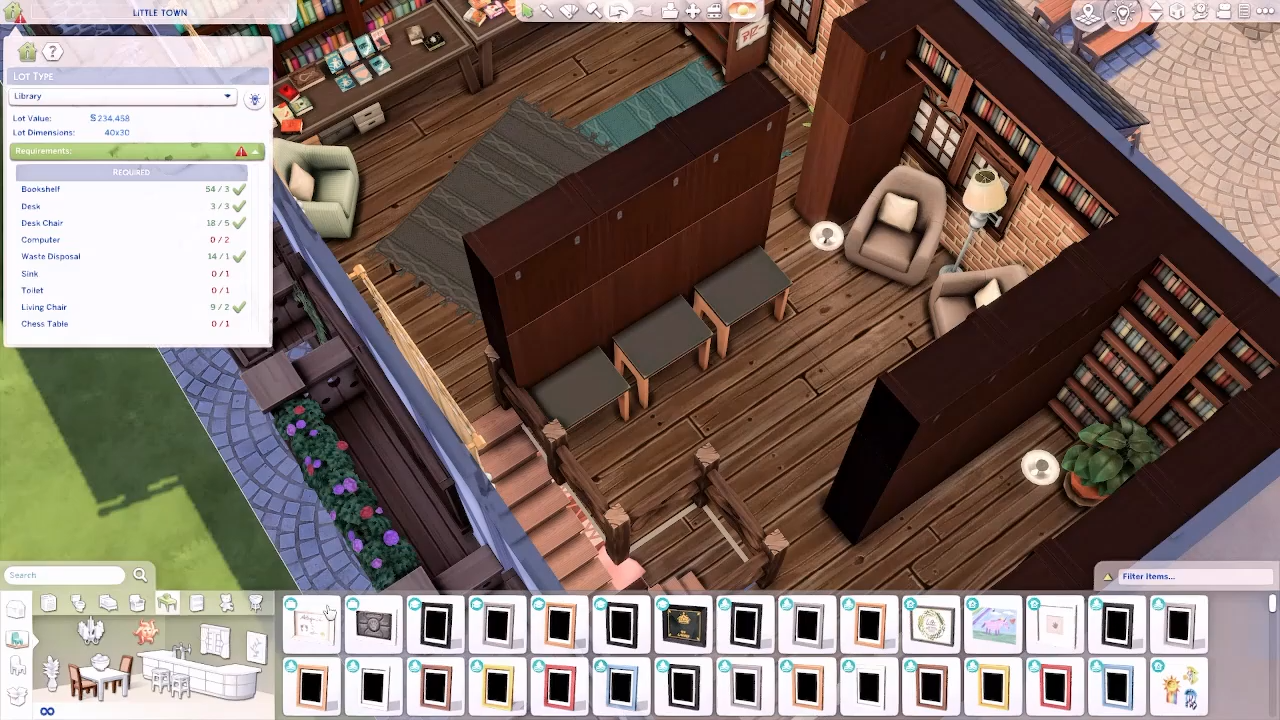 LITTLE TOWN
LOT TYPE
Library
Lot Value: §234.458
Lot Dimensions: 40x30
Requirements:
REQUIRED
Bookshelf 54 / 3
Desk 3 / 3
Desk Chair 18 / 5
Computer 0 / 2
Waste Disposal 14 / 1
Sink 0 / 1
Toilet 0 / 1
Living Chair 9 / 2
Chess Table 0 / 1
Search
Filter Items...